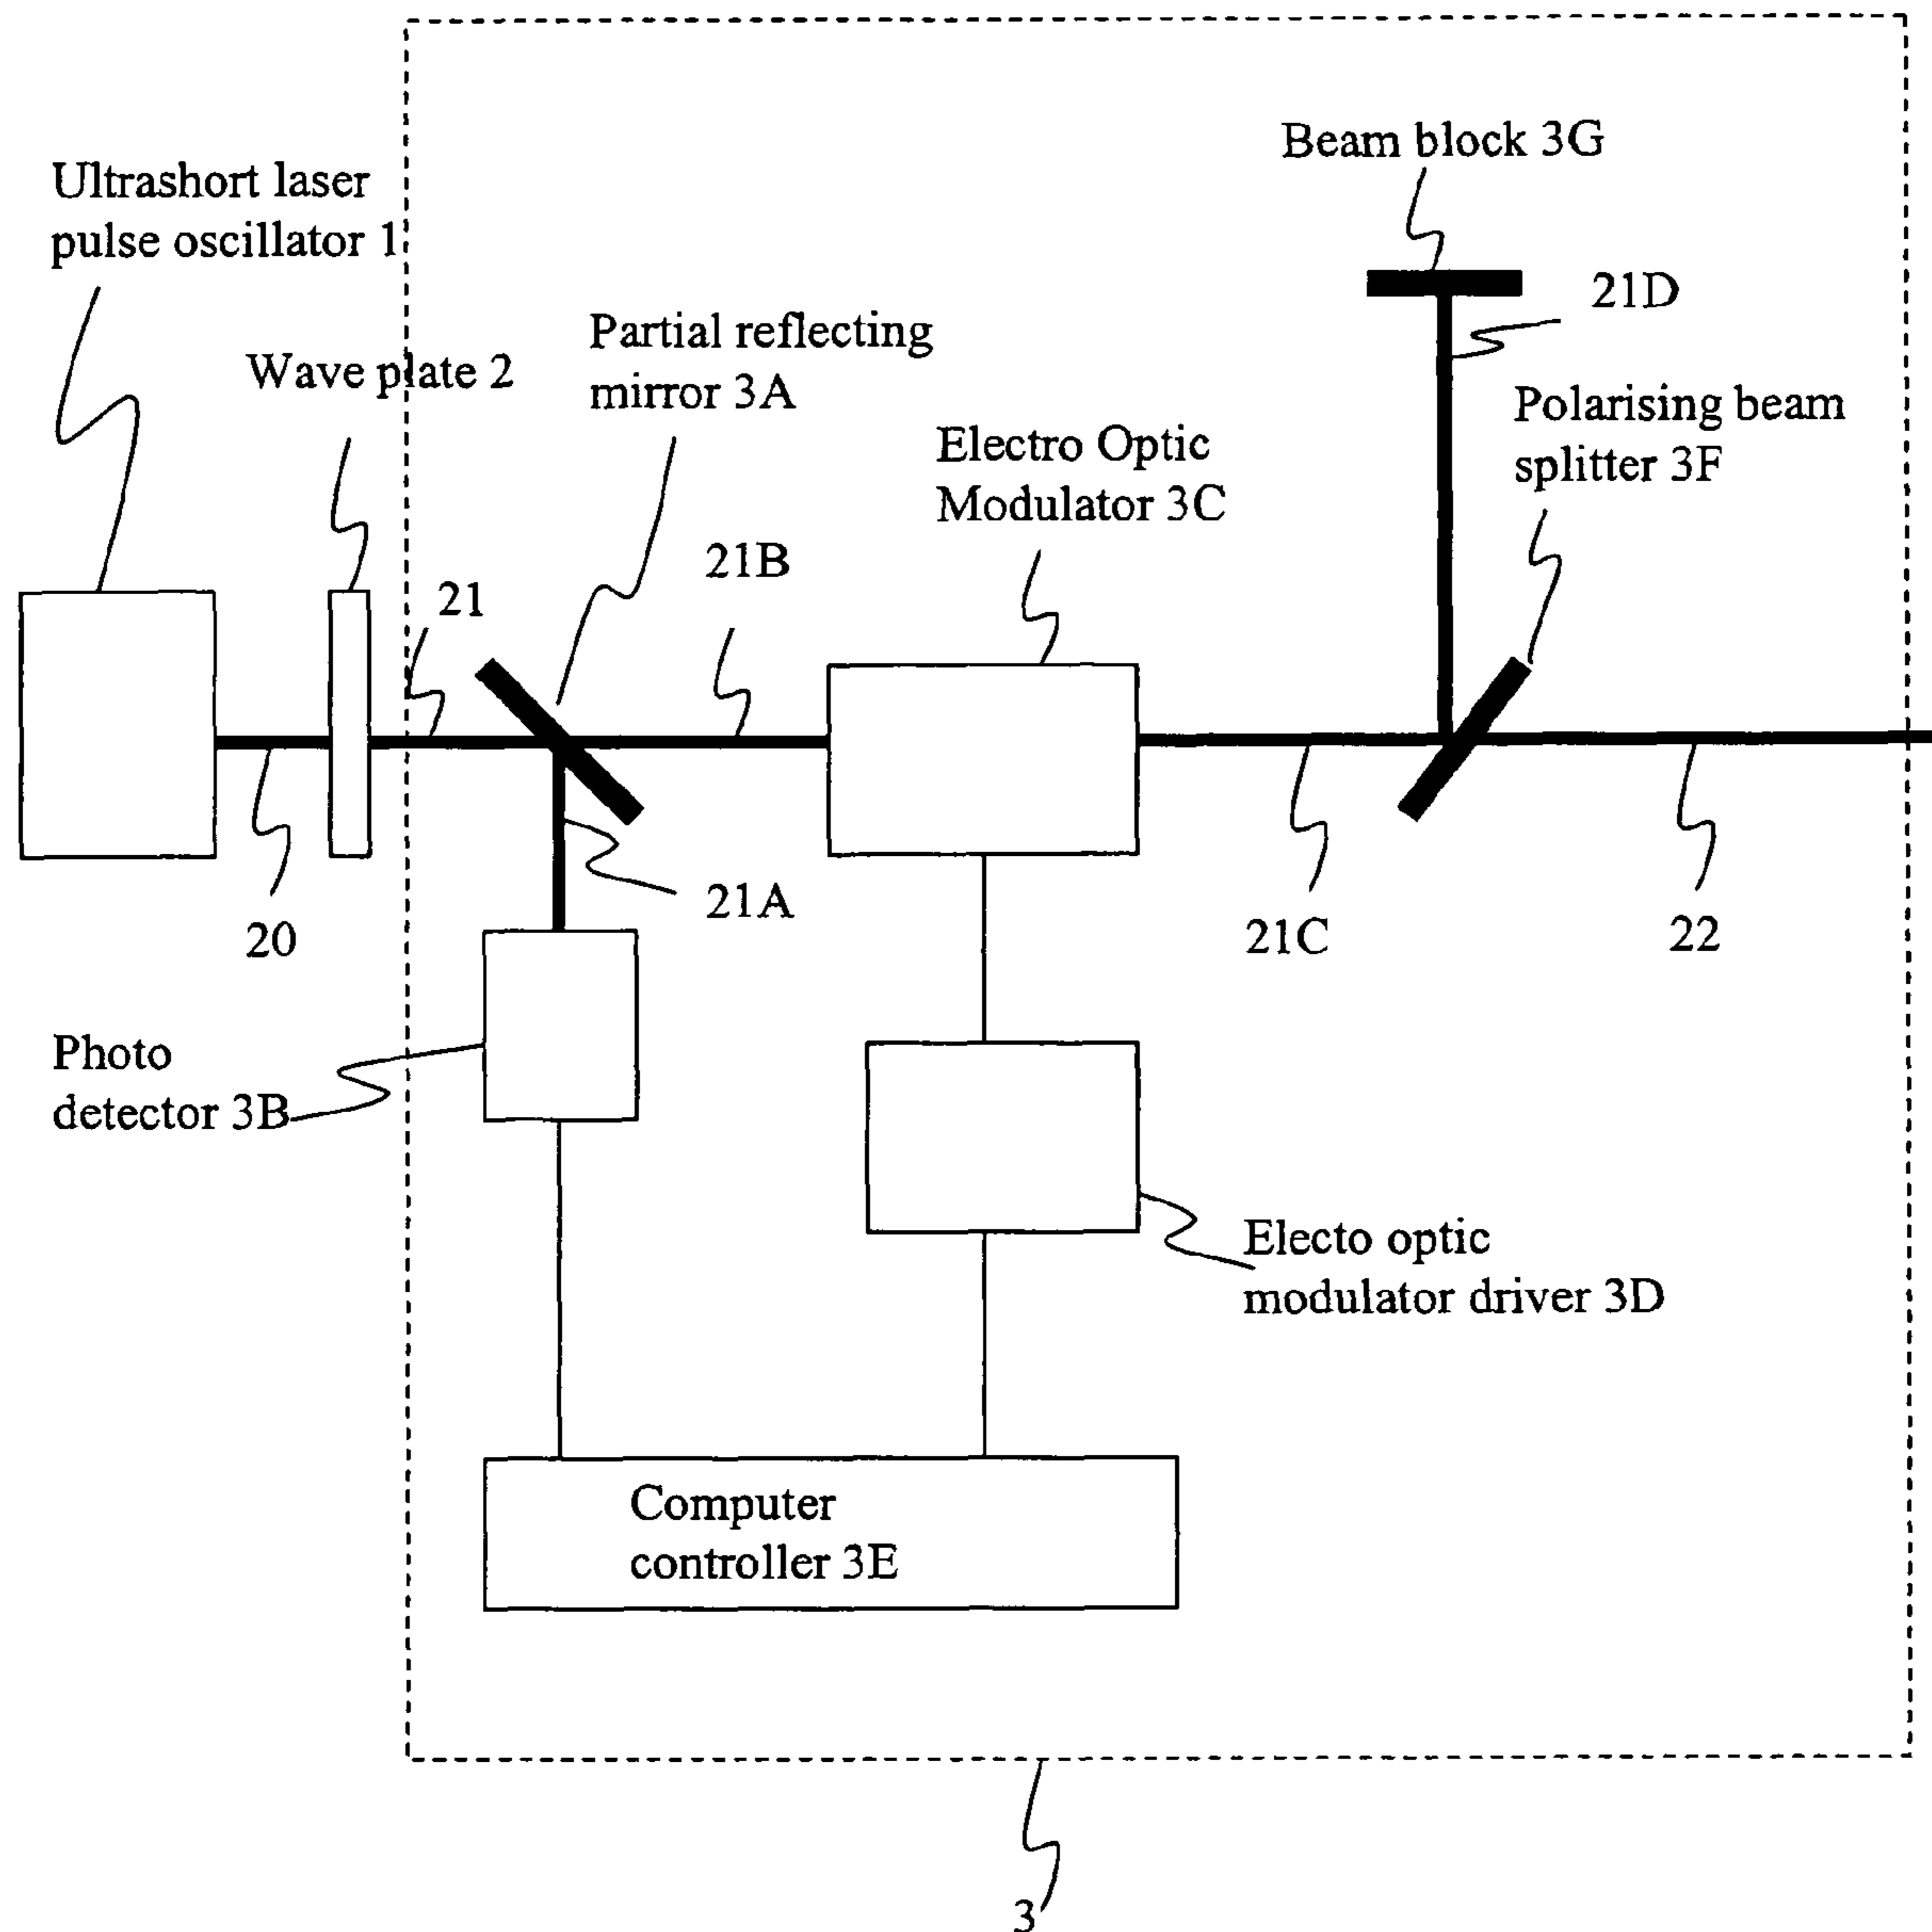 Beam block 3G
Ultrashort laser
pulse oscillator 1
21D
Partial reflecting
mirror 3A
Wave plate 2
Polarising beam
splitter 3F
Electro Optic
Modulator 3C
21B
21
21A
20
21C
22
Photo
detector 3B
Electo optic
modulator driver 3D
Computer
controller 3E
3